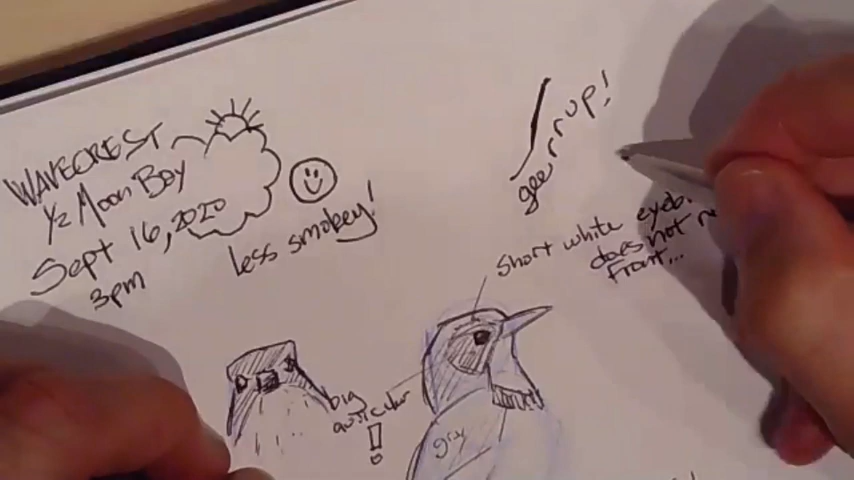 WAVECREST
½ Moon Bay
Sept 16, 2020
3pm
less smokey!
geerrrup!
short white
does not
front...
big
auricular
!
gray